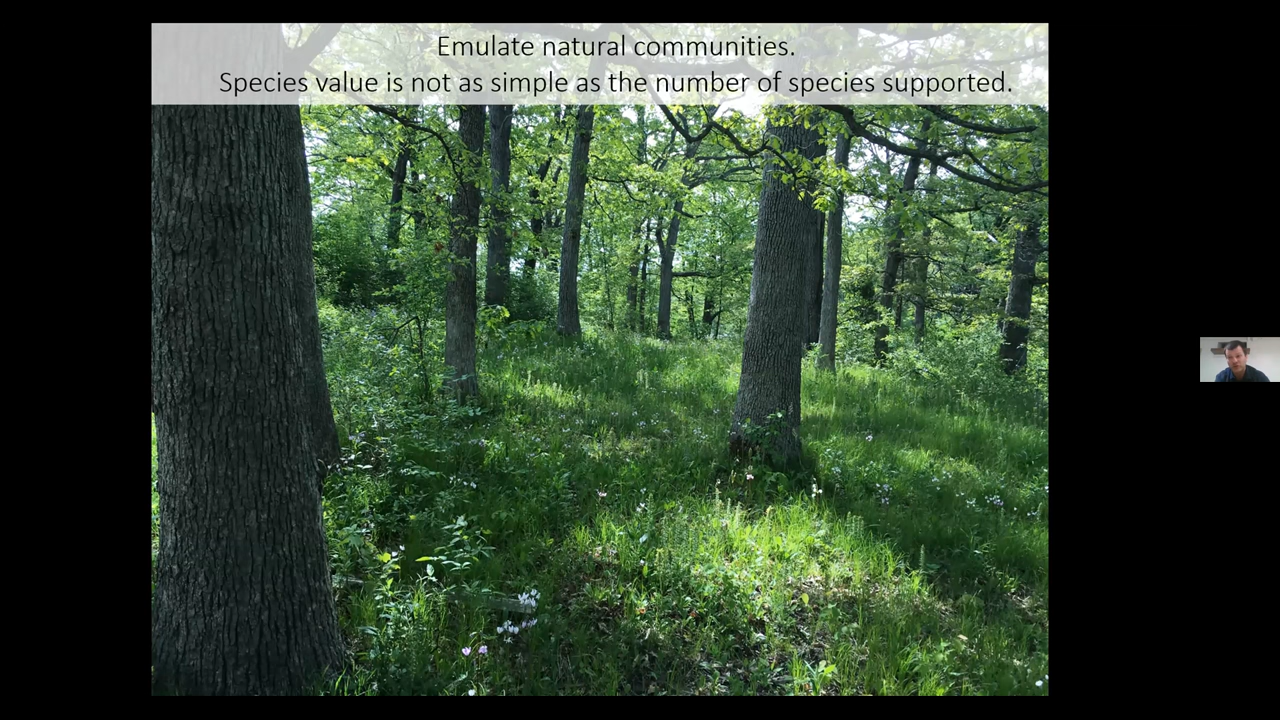 Emulate natural communities.
Species value is not as simple as the number of species supported.